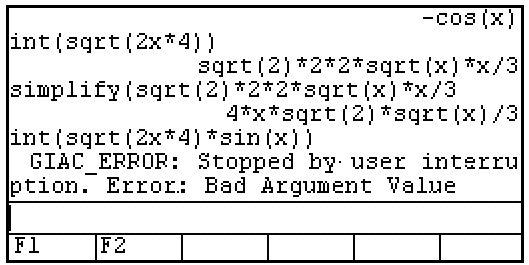 -cos(x)
int(sqrt(2x*4))
sqrt(2)*2*2*sqrt(x)*x/3
simplify(sqrt(2)*2*2*sqrt(x)*x/3
4*x*sqrt(2)*sqrt(x)/3
int(sqrt(2x*4)*sin(x))
GIAC_ERROR: Stopped by user interru
ption. Error: Bad Argument Value
F1 F2